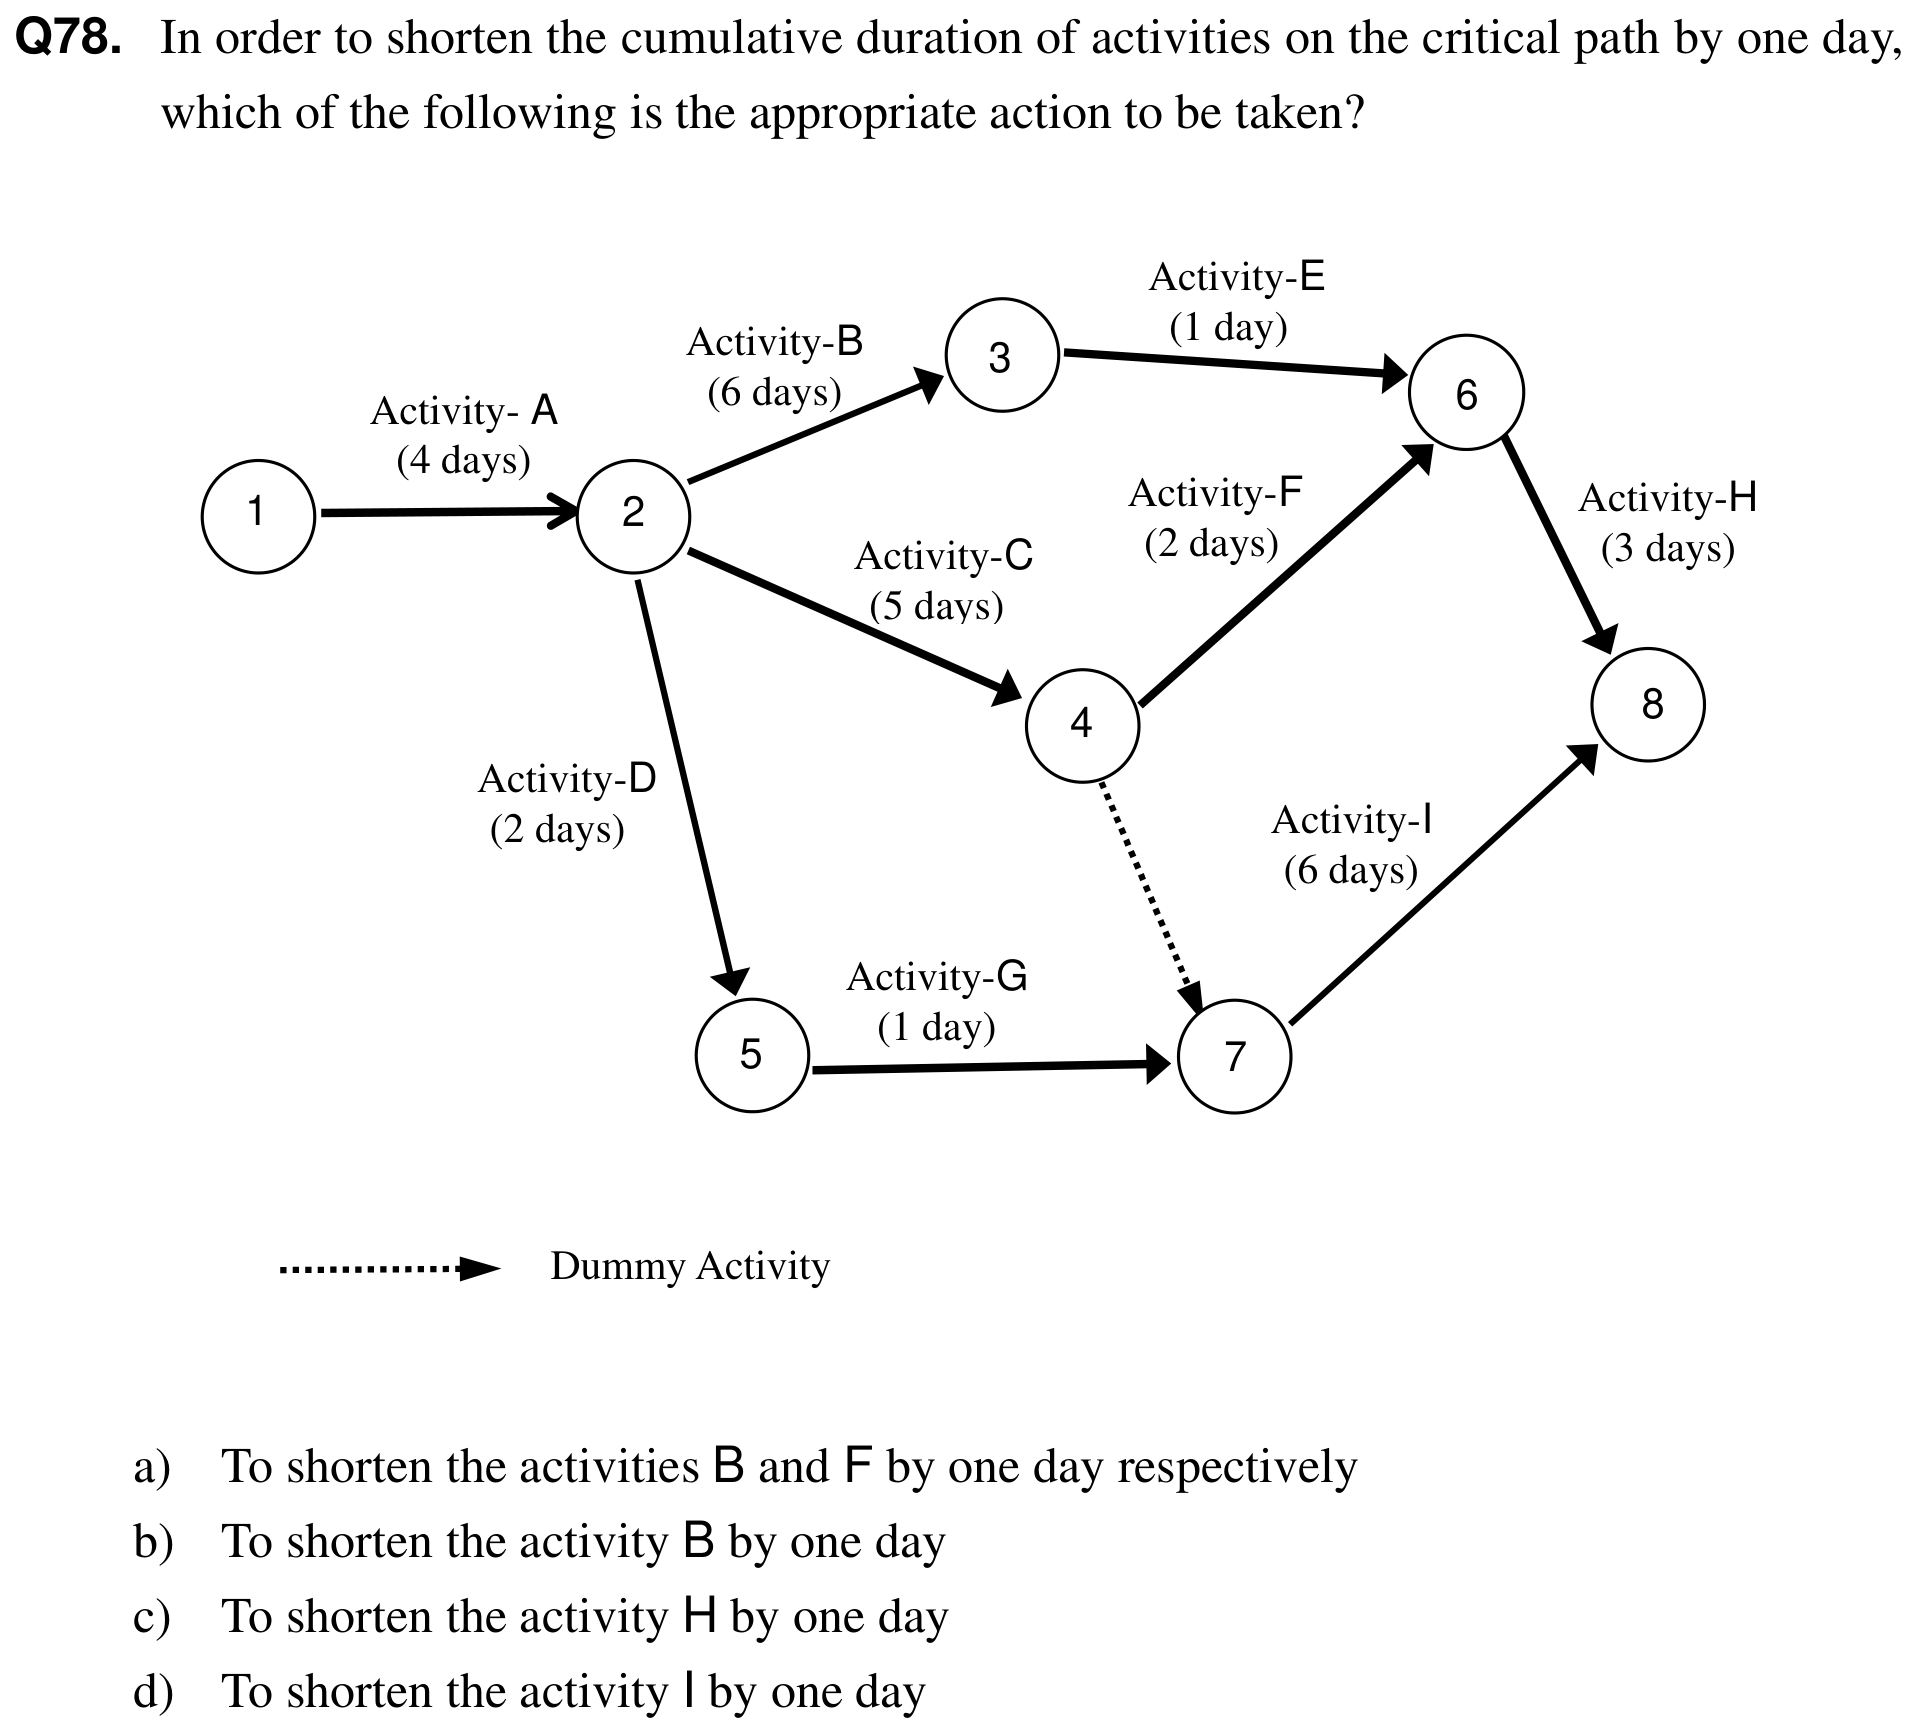 Q78. In order to shorten the cumulative duration of activities on the critical path by one day,
which of the following is the appropriate action to be taken?
Activity-E
(1 day)
Activity-B
(6 days)
3
6
Activity- A
(4 days)
1
2
Activity-F
(2 days)
Activity-H
(3 days)
Activity-C
(5 days)
4
8
Activity-D
(2 days)
Activity-I
(6 days)
Activity-G
(1 day)
5
7
Dummy Activity
a) To shorten the activities B and F by one day respectively
b) To shorten the activity B by one day
c) To shorten the activity H by one day
d) To shorten the activity I by one day